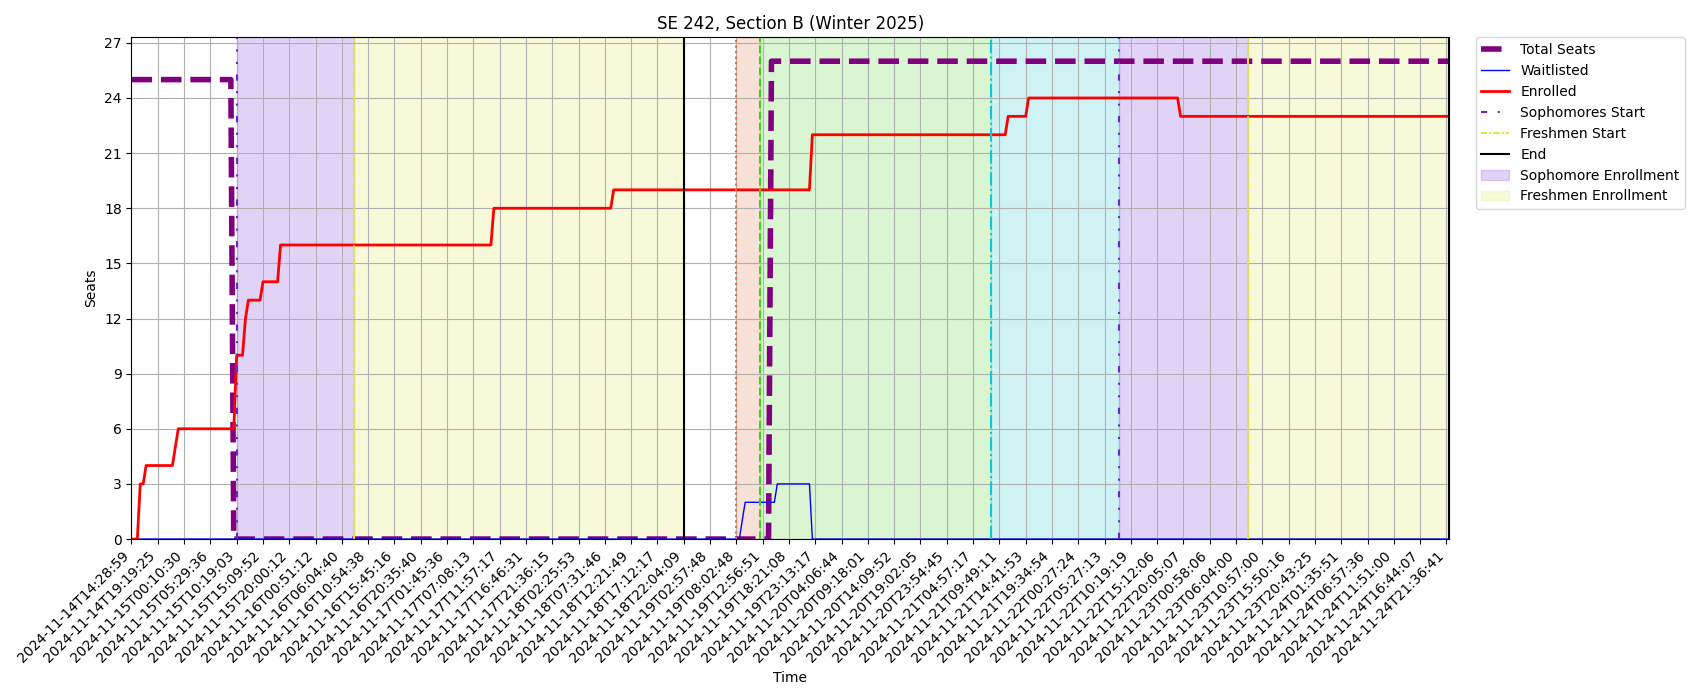 SE 242, Section B (Winter 2025)
27
24
21
18
15
12
9
6
3
0
Seats
Total Seats
Waitlisted
Enrolled
Sophomores Start
Freshmen Start
End
Sophomore Enrollment
Freshmen Enrollment
2024-11-14T14:28:59
2024-11-14T19:19:25
2024-11-15T00:10:30
2024-11-15T05:29:36
2024-11-15T10:19:03
2024-11-15T15:09:52
2024-11-15T20:00:12
2024-11-16T00:51:12
2024-11-16T06:04:40
2024-11-16T10:54:38
2024-11-16T15:45:16
2024-11-16T20:35:40
2024-11-17T01:45:36
2024-11-17T07:08:13
2024-11-17T11:57:17
2024-11-17T16:46:31
2024-11-17T21:36:15
2024-11-18T02:25:53
2024-11-18T07:31:46
2024-11-18T12:21:49
2024-11-18T17:12:17
2024-11-18T22:04:09
2024-11-19T02:57:48
2024-11-19T08:02:48
2024-11-19T12:56:51
2024-11-19T18:21:08
2024-11-19T23:13:17
2024-11-20T04:06:44
2024-11-20T09:18:01
2024-11-20T14:09:52
2024-11-20T19:02:05
2024-11-20T23:54:45
2024-11-21T04:57:17
2024-11-21T09:49:11
2024-11-21T14:41:53
2024-11-21T19:34:54
2024-11-22T00:27:24
2024-11-22T05:27:13
2024-11-22T10:19:19
2024-11-22T15:12:06
2024-11-22T20:05:07
2024-11-23T00:58:06
2024-11-23T06:04:00
2024-11-23T10:57:00
2024-11-23T15:50:16
2024-11-23T20:43:25
2024-11-24T01:35:51
2024-11-24T06:57:36
2024-11-24T11:51:00
2024-11-24T16:44:07
2024-11-24T21:36:41
Time